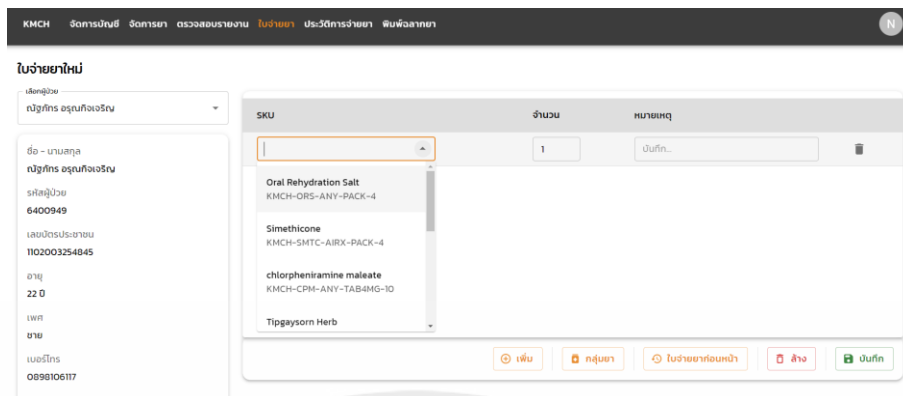 KMCH จัดการบัญชี จัดการยา ตรวจสอบรายงาน ใบจ่ายยา ประวัติการจ่ายยา พิมพ์ฉลากยา N
ใบจ่ายยาใหม่
เลือกผู้ป่วย
ณัฐภัทร อรุณกิจเจริญ
ชื่อ - นามสกุล
ณัฐภัทร อรุณกิจเจริญ
รหัสผู้ป่วย
6400949
เลขบัตรประชาชน
1102003254845
อายุ
22 ปี
เพศ
ชาย
เบอร์โทร
0898106117
SKU จำนวน หมายเหตุ
1 บันทึก...
Oral Rehydration Salt
KMCH-ORS-ANY-PACK-4
Simethicone
KMCH-SMTC-AIRX-PACK-4
chlorpheniramine maleate
KMCH-CPM-ANY-TAB4MG-10
Tipgaysorn Herb
เพิ่ม กลุ่มยา ใบจ่ายยาก่อนหน้า ล้าง บันทึก